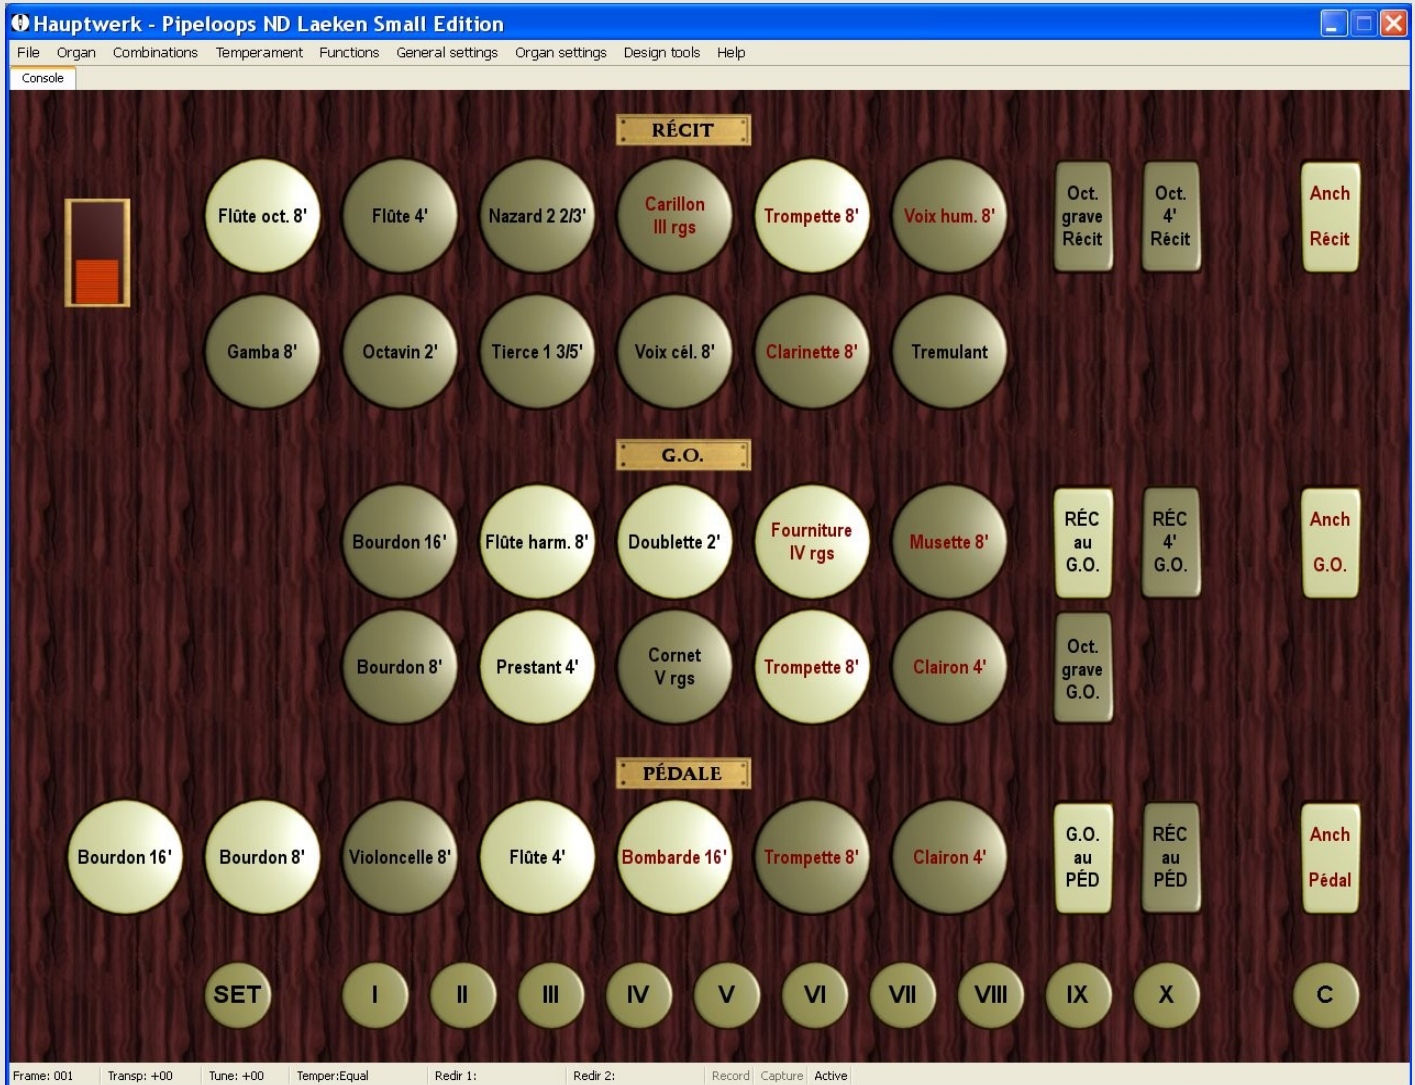 Hauptwerk - Pipeloops ND Laeken Small Edition
File Organ Combinations Temperament Functions General settings Organ settings Design tools Help
Console
RÉCIT
Flûte oct. 8'
Flûte 4'
Nazard 2 2/3'
Carillon
III rgs
Trompette 8'
Voix hum. 8'
Oct.
grave
Récit
Oct.
4'
Récit
Anch
Récit
Gamba 8'
Octavin 2'
Tierce 1 3/5'
Voix cél. 8'
Clarinette 8'
Tremulant
G.O.
Bourdon 16'
Flûte harm. 8'
Doublette 2'
Fourniture
IV rgs
Musette 8'
RÉC
au
G.O.
RÉC
4'
G.O.
Anch
G.O.
Bourdon 8'
Prestant 4'
Cornet
V rgs
Trompette 8'
Clairon 4'
Oct.
grave
G.O.
PÉDALE
Bourdon 16'
Bourdon 8'
Violoncelle 8'
Flûte 4'
Bombarde 16'
Trompette 8'
Clairon 4'
G.O.
au
PÉD
RÉC
au
PÉD
Anch
Pédal
SET I II III IV V VI VII VIII IX X C
Frame: 001 Transp: +00 Tune: +00 Temper:Equal Redir 1: Redir 2: Record Capture Active